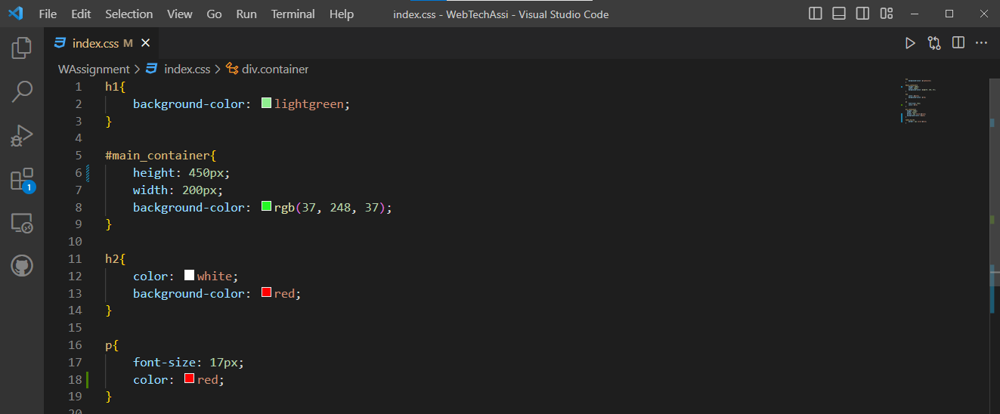 File Edit Selection View Go Run Terminal Help index.css - WebTechAssi - Visual Studio Code
index.css M
WAssignment > index.css > div.container
1 h1{
2 background-color: lightgreen;
3 }
4
5 #main_container{
6 height: 450px;
7 width: 200px;
8 background-color: rgb(37, 248, 37);
9 }
10
11 h2{
12 color: white;
13 background-color: red;
14 }
15
16 p{
17 font-size: 17px;
18 color: red;
19 }
20
1